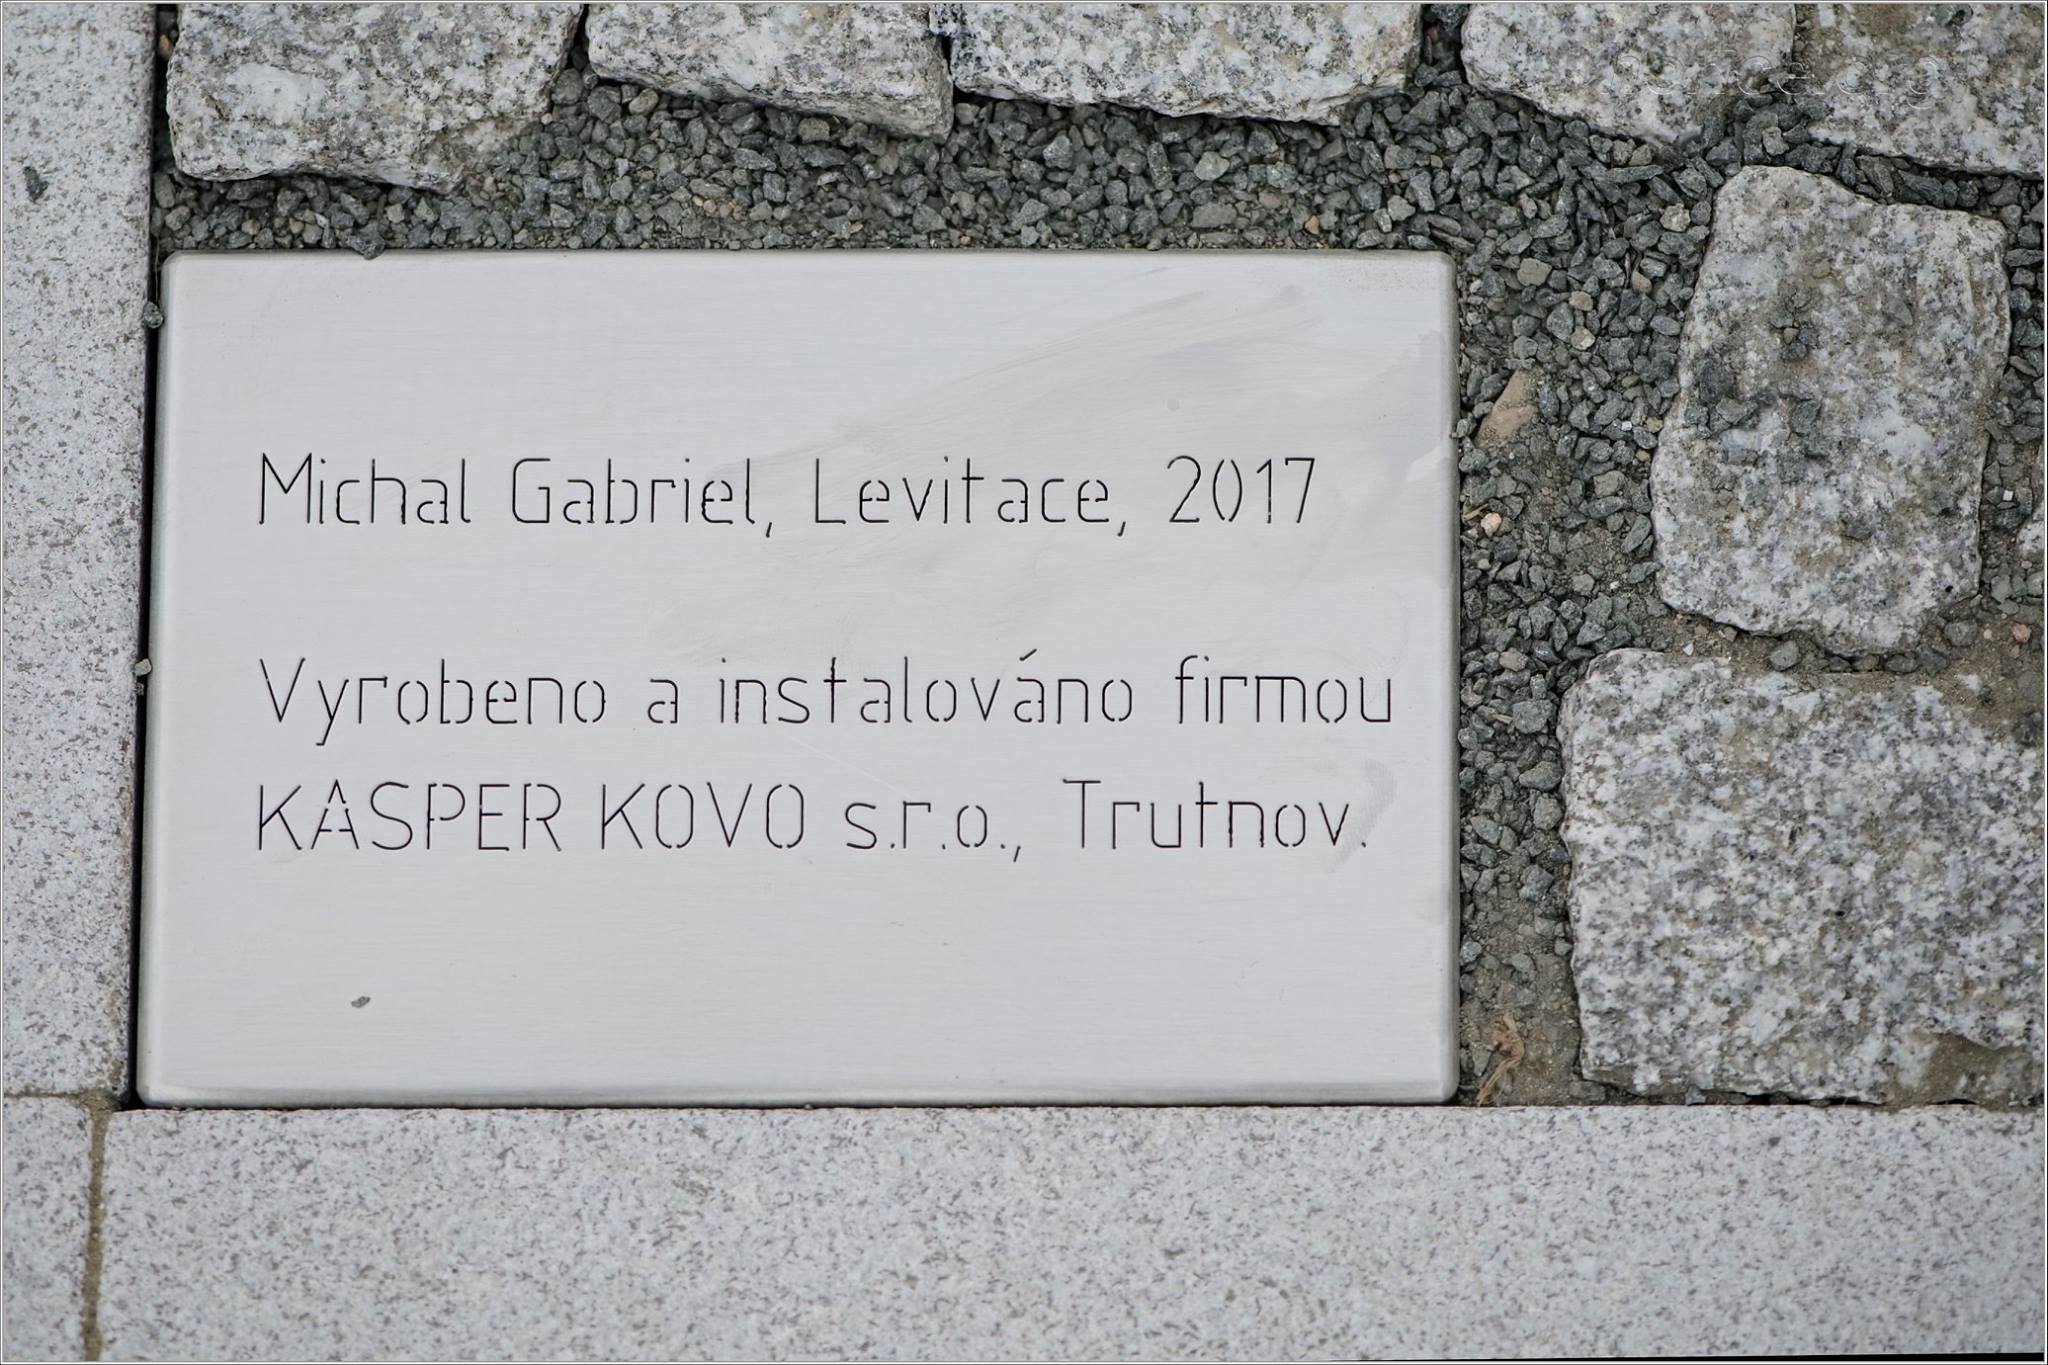 Michal Gabriel, Levitace, 2017
Vyrobeno a instalováno firmou
KASPER KOVO s.r.o., Trutnov.